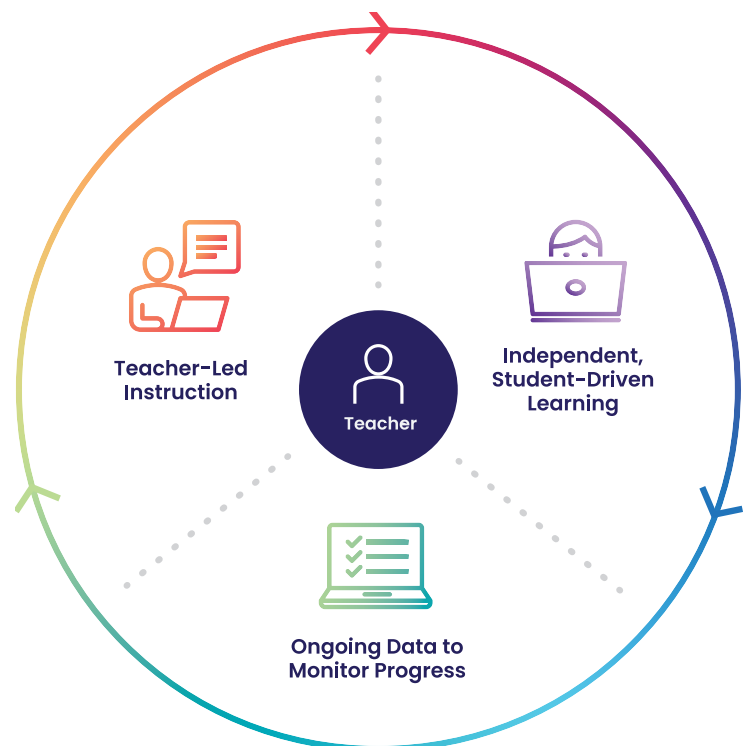 Teacher-Led
Instruction
Independent,
Student-Driven
Learning
Teacher
Ongoing Data to
Monitor Progress